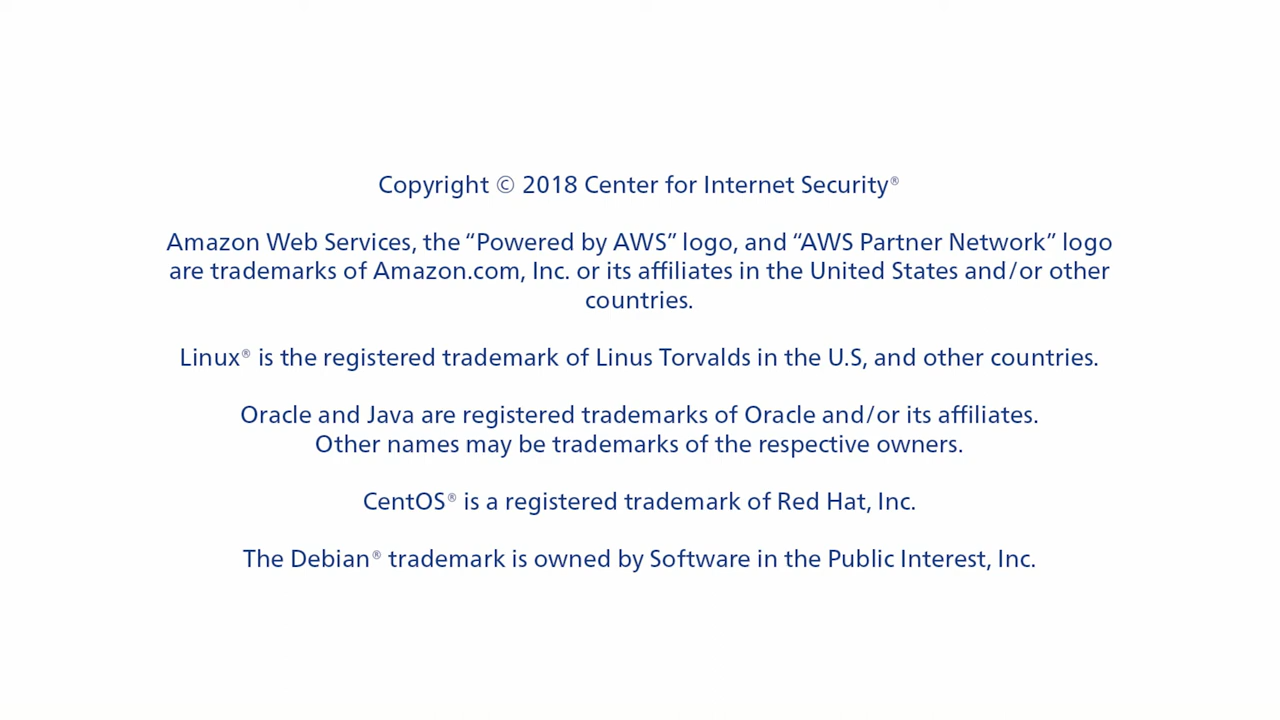 Copyright © 2018 Center for Internet Security®
Amazon Web Services, the “Powered by AWS” logo, and “AWS Partner Network” logo
are trademarks of Amazon.com, Inc. or its affiliates in the United States and/or other
countries.
Linux® is the registered trademark of Linus Torvalds in the U.S, and other countries.
Oracle and Java are registered trademarks of Oracle and/or its affiliates.
Other names may be trademarks of the respective owners.
CentOS® is a registered trademark of Red Hat, Inc.
The Debian® trademark is owned by Software in the Public Interest, Inc.